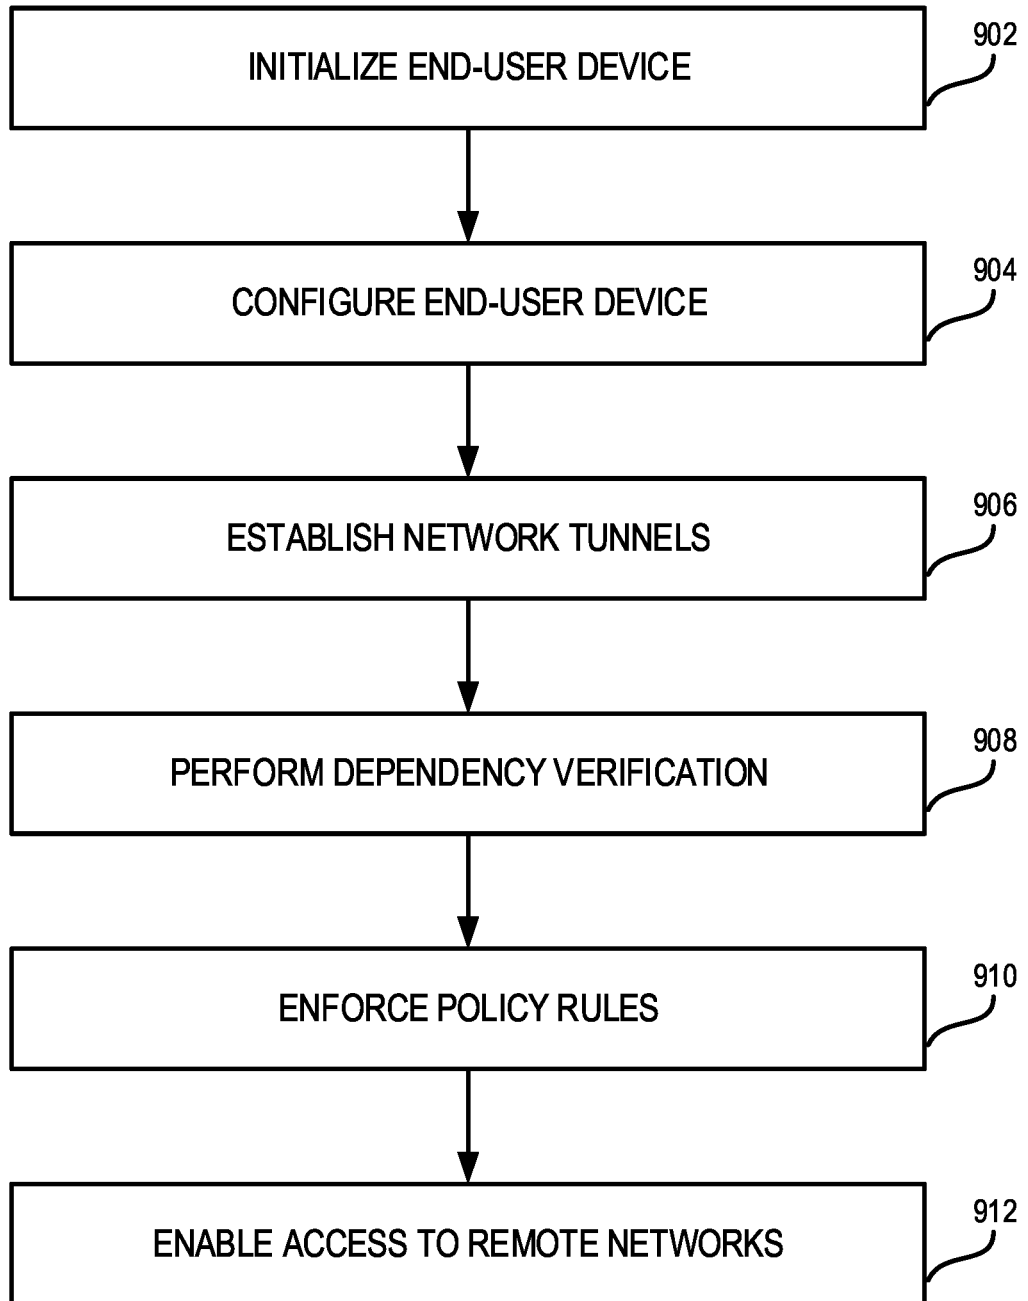 INITIALIZE END-USER DEVICE
902
CONFIGURE END-USER DEVICE
904
ESTABLISH NETWORK TUNNELS
906
PERFORM DEPENDENCY VERIFICATION
908
ENFORCE POLICY RULES
910
ENABLE ACCESS TO REMOTE NETWORKS
912